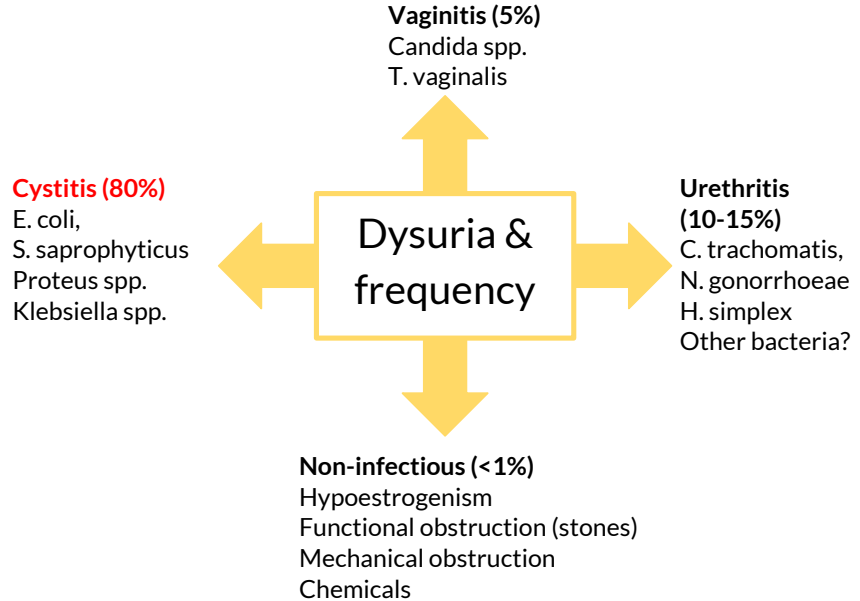 Vaginitis (5%)
Candida spp.
T. vaginalis
Cystitis (80%)
E. coli,
S. saprophyticus
Proteus spp.
Klebsiella spp.
Dysuria &
frequency
Urethritis
(10-15%)
C. trachomatis,
N. gonorrhoeae
H. simplex
Other bacteria?
Non-infectious (<1%)
Hypoestrogenism
Functional obstruction (stones)
Mechanical obstruction
Chemicals